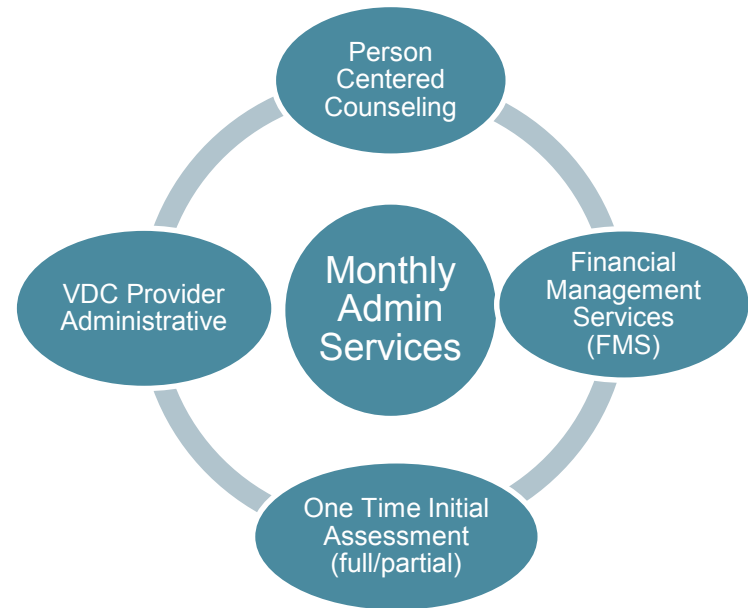 Person
Centered
Counseling
VDC Provider
Administrative
Monthly
Admin
Services
Financial
Management
Services
(FMS)
One Time Initial
Assessment
(full/partial)